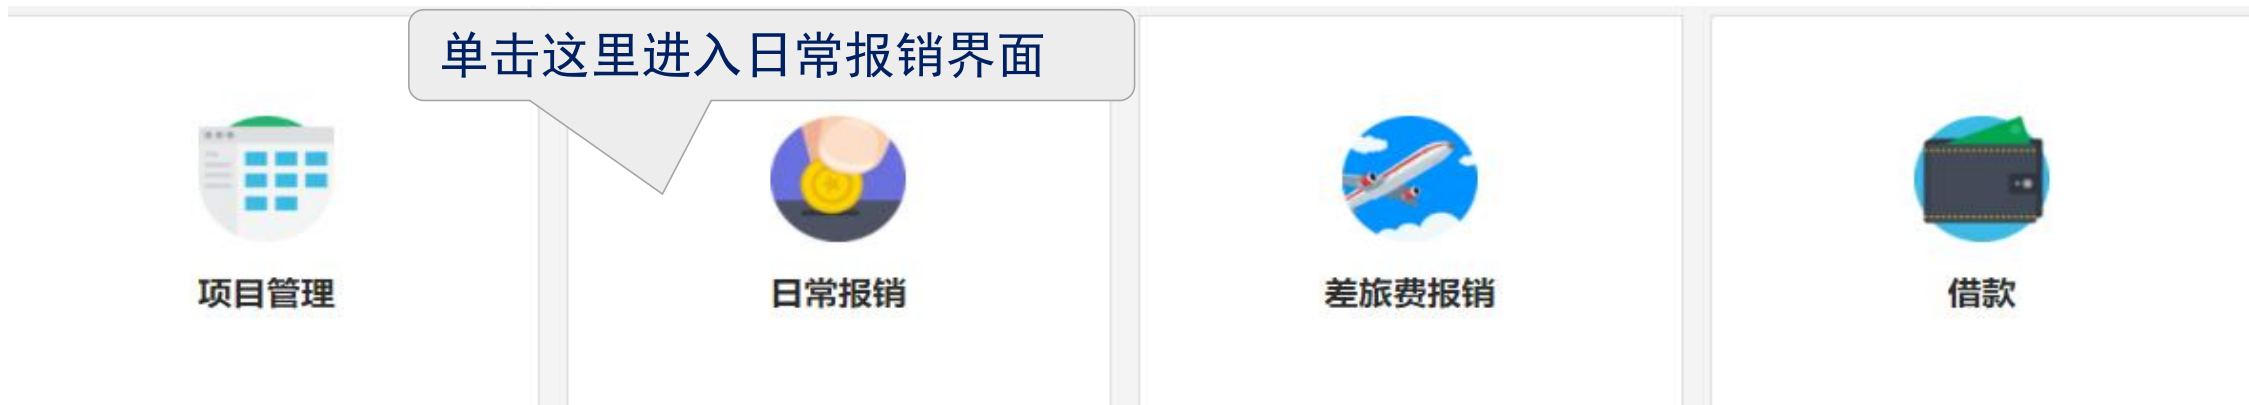 单击这里进入日常报销界面
项目管理
日常报销
差旅费报销
借款